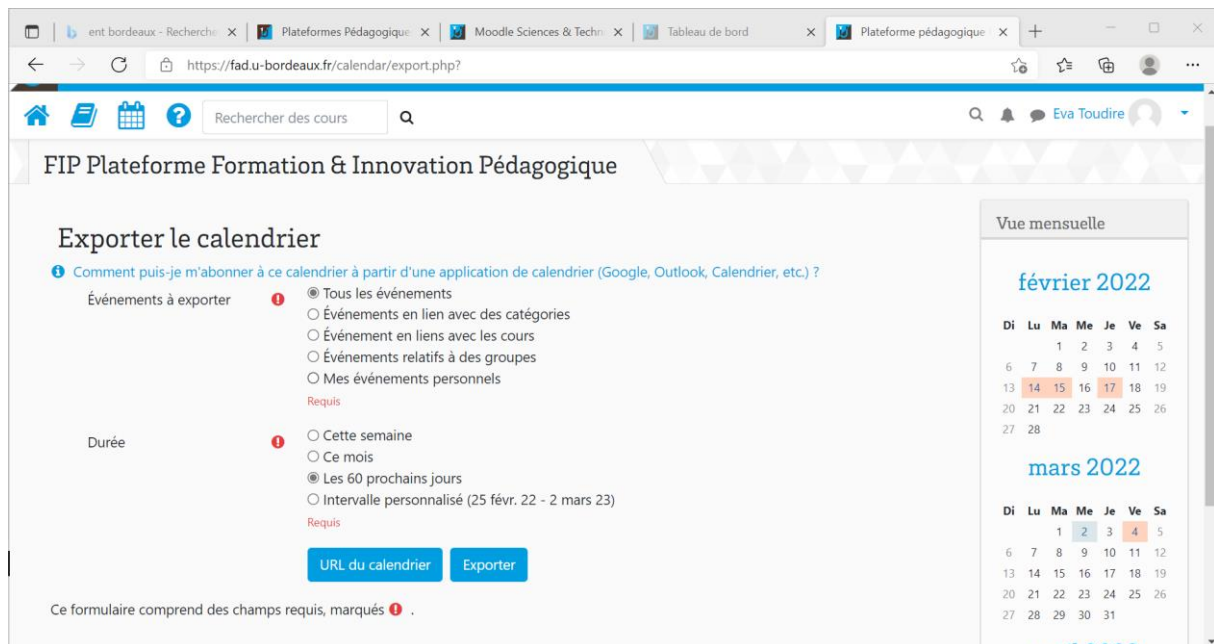 ent bordeaux - Recherche
Plateformes Pédagogique
Moodle Sciences & Techn
Tableau de bord
Plateforme pédagogique
https://fad.u-bordeaux.fr/calendar/export.php?
Rechercher des cours
Eva Toudire
FIP Plateforme Formation & Innovation Pédagogique
Exporter le calendrier
Comment puis-je m'abonner à ce calendrier à partir d'une application de calendrier (Google, Outlook, Calendrier, etc.) ?
Événements à exporter
Tous les événements
Événements en lien avec des catégories
Événement en liens avec les cours
Événements relatifs à des groupes
Mes événements personnels
Requis
Durée
Cette semaine
Ce mois
Les 60 prochains jours
Intervalle personnalisé (25 févr. 22 - 2 mars 23)
Requis
URL du calendrier
Exporter
Ce formulaire comprend des champs requis, marqués .
Vue mensuelle
février 2022
Di Lu Ma Me Je Ve Sa
1 2 3 4 5
6 7 8 9 10 11 12
13 14 15 16 17 18 19
20 21 22 23 24 25 26
27 28
mars 2022
Di Lu Ma Me Je Ve Sa
1 2 3 4 5
6 7 8 9 10 11 12
13 14 15 16 17 18 19
20 21 22 23 24 25 26
27 28 29 30 31